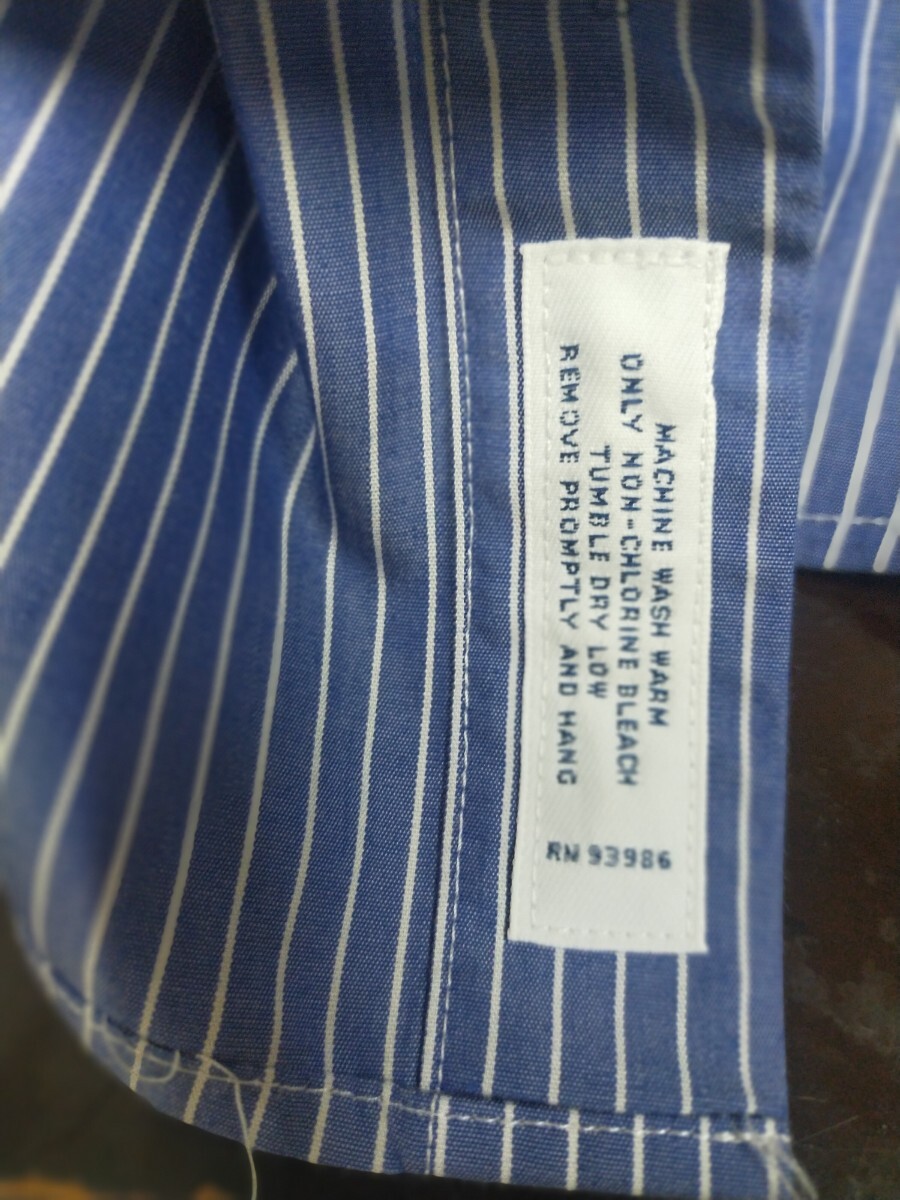 MACHINE WASH WARM
ONLY NON-CHLORINE BLEACH
TUMBLE DRY LOW
REMOVE PROMPTLY AND HANG
RN 93986